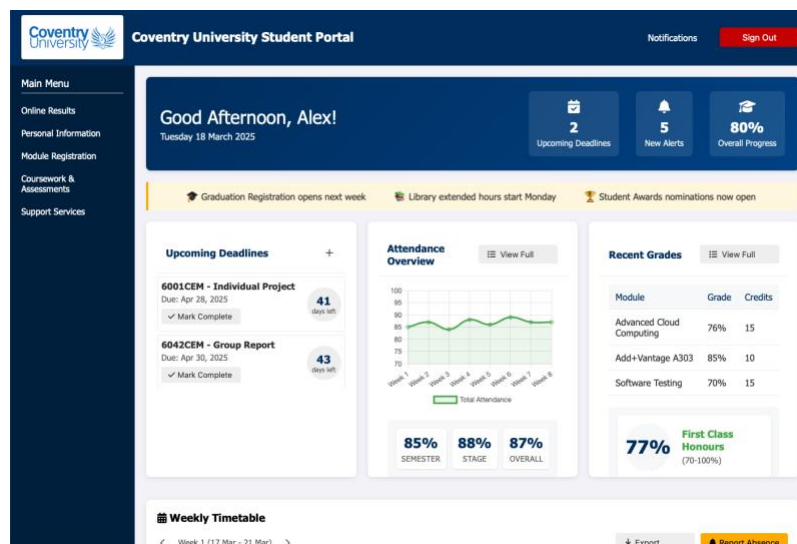 Coventry
University
Coventry University Student Portal
Notifications
Sign Out
Main Menu
Online Results
Personal Information
Module Registration
Coursework &
Assessments
Support Services
Good Afternoon, Alex!
Tuesday 18 March 2025
2
Upcoming Deadlines
5
New Alerts
80%
Overall Progress
Graduation Registration opens next week
Library extended hours start Monday
Student Awards nominations now open
Upcoming Deadlines
+
6001CEM - Individual Project
Due: Apr 28, 2025
Mark Complete
41
days left
6042CEM - Group Report
Due: Apr 30, 2025
Mark Complete
43
days left
Attendance
Overview
View Full
100
95
90
85
80
75
70
Week 1
Week 2
Week 3
Week 4
Week 5
Week 6
Week 7
Week 8
Total Attendance
85%
SEMESTER
88%
STAGE
87%
OVERALL
Recent Grades
View Full
Module Grade Credits
Advanced Cloud
Computing
76% 15
Add+Vantage A303 85% 10
Software Testing 70% 15
77%
First Class
Honours
(70-100%)
Weekly Timetable
Week 1 (17 Mar - 21 Mar)
Export
Report Absence